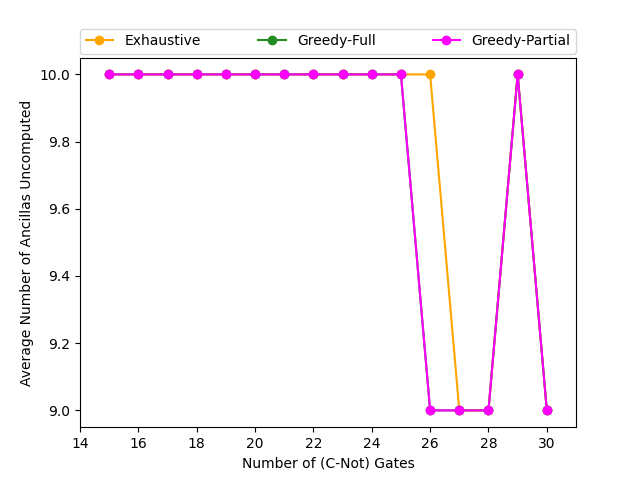 Exhaustive Greedy-Full Greedy-Partial
10.0
9.8
9.6
9.4
9.2
9.0
Average Number of Ancillas Uncomputed
14 16 18 20 22 24 26 28 30
Number of (C-Not) Gates